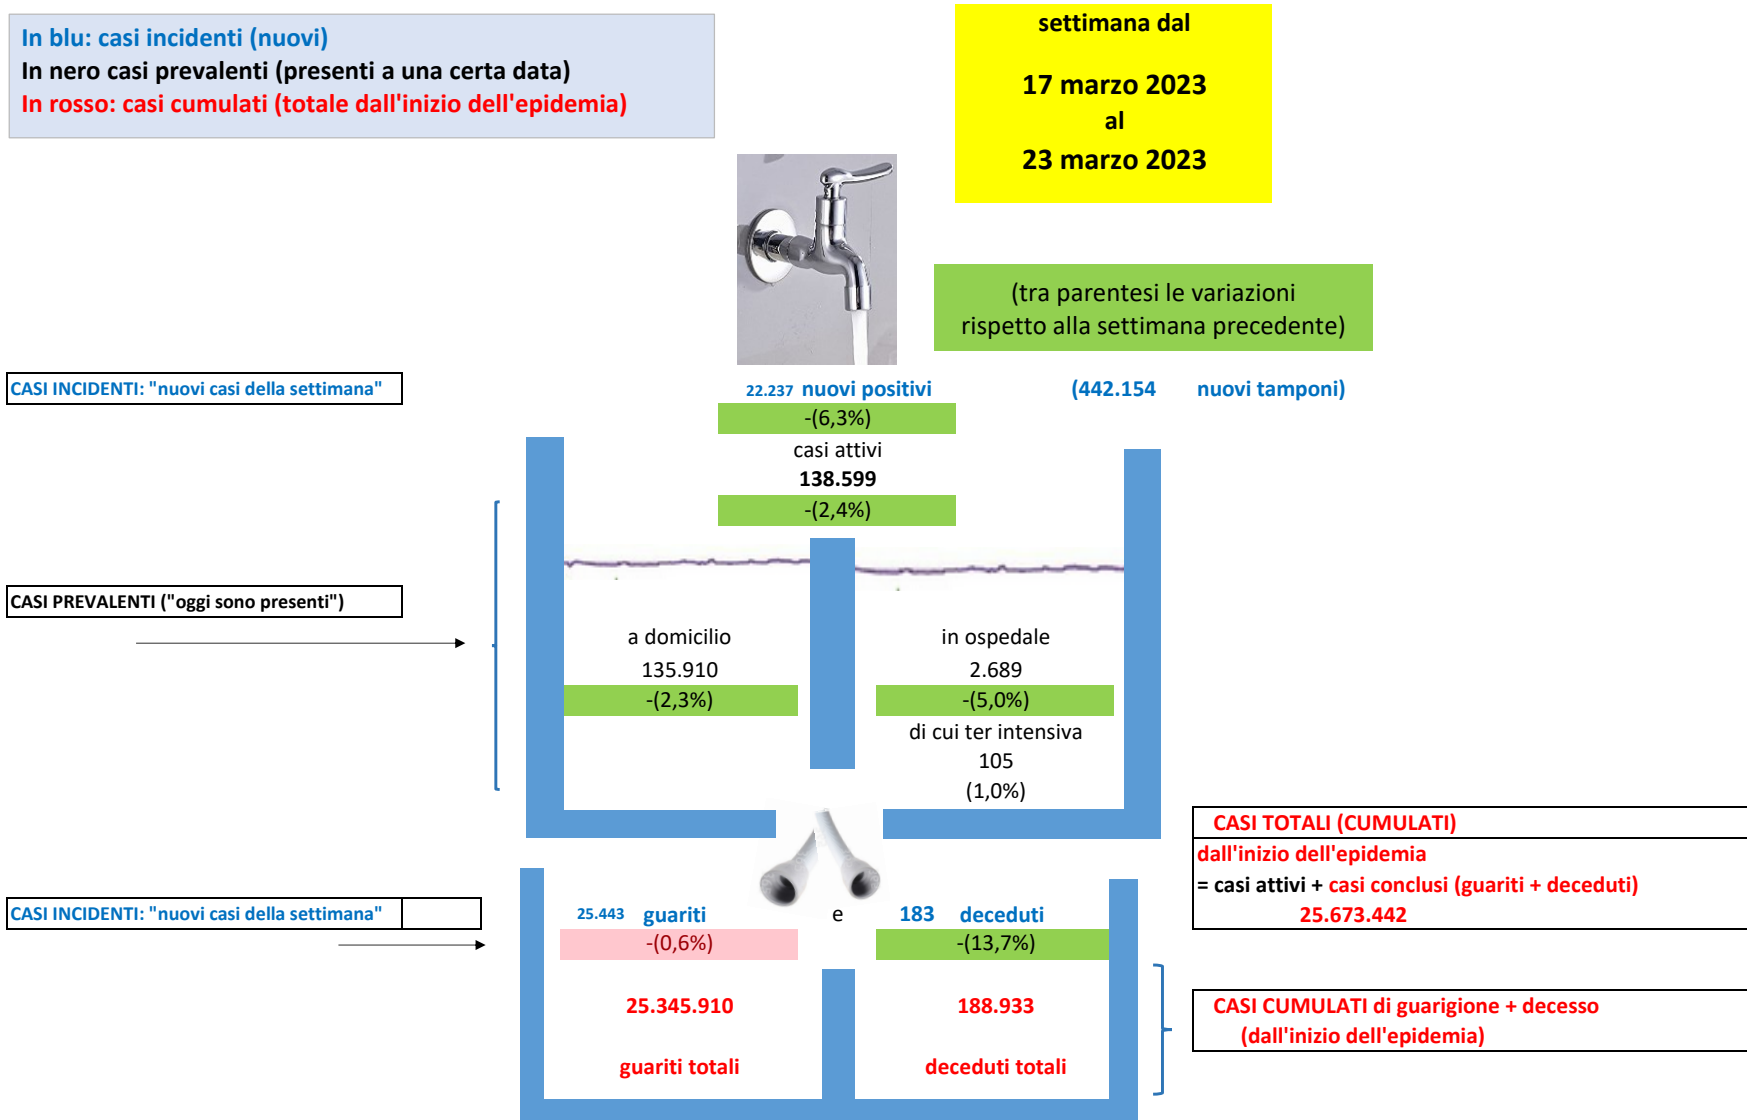 In blu: casi incidenti (nuovi)
In nero casi prevalenti (presenti a una certa data)
In rosso: casi cumulati (totale dall'inizio dell'epidemia)
settimana dal
17 marzo 2023
al
23 marzo 2023
(tra parentesi le variazioni
rispetto alla settimana precedente)
CASI INCIDENTI: "nuovi casi della settimana"
22.237 nuovi positivi
(442.154 nuovi tamponi)
-(6,3%)
casi attivi
138.599
-(2,4%)
CASI PREVALENTI ("oggi sono presenti")
a domicilio
135.910
-(2,3%)
in ospedale
2.689
-(5,0%)
di cui ter intensiva
105
(1,0%)
CASI TOTALI (CUMULATI)
dall'inizio dell'epidemia
= casi attivi + casi conclusi (guariti + deceduti)
25.673.442
CASI INCIDENTI: "nuovi casi della settimana"
25.443 guariti
e
183 deceduti
-(0,6%)
-(13,7%)
25.345.910
188.933
guariti totali
deceduti totali
CASI CUMULATI di guarigione + decesso
(dall'inizio dell'epidemia)